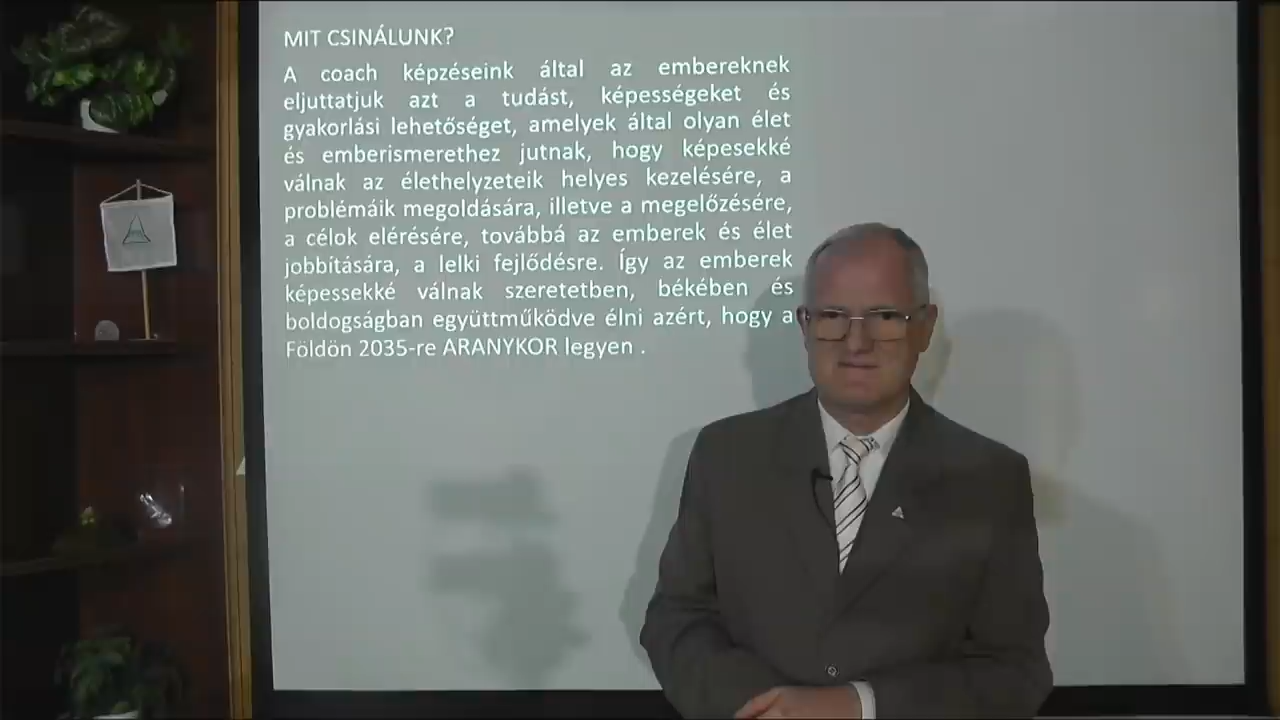 MIT CSINÁLUNK?
A coach képzéseink által az embereknek
eljuttatjuk azt a tudást, képességeket és
gyakorlási lehetőséget, amelyek által olyan élet
és emberismerethez jutnak, hogy képesekké
válnak az élethelyzeteik helyes kezelésére, a
problémáik megoldására, illetve a megelőzésére,
a célok elérésére, továbbá az emberek és élet
jobbítására, a lelki fejlődésre. Így az emberek
képessekké válnak szeretetben, békében és
boldogságban együttműködve élni azért, hogy a
Földön 2035-re ARANYKOR legyen .